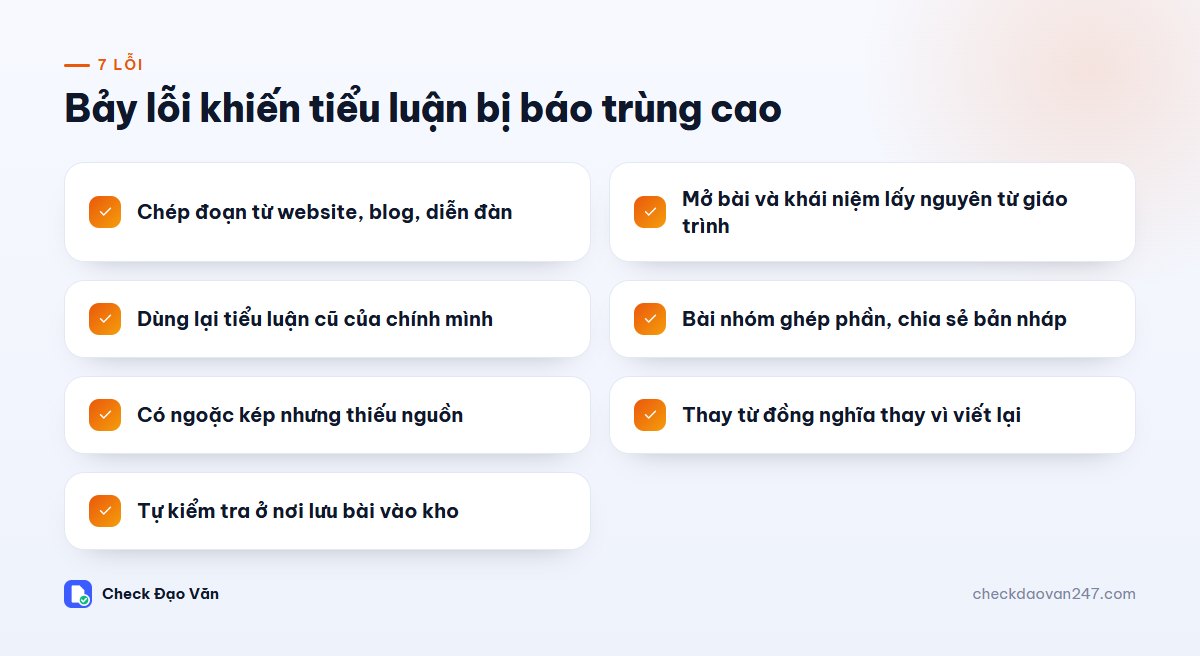 7 LỖI
Bảy lỗi khiến tiểu luận bị báo trùng cao
Chép đoạn từ website, blog, diễn đàn
Mở bài và khái niệm lấy nguyên từ giáo
trình
Dùng lại tiểu luận cũ của chính mình
Bài nhóm ghép phần, chia sẻ bản nháp
Có ngoặc kép nhưng thiếu nguồn
Thay từ đồng nghĩa thay vì viết lại
Tự kiểm tra ở nơi lưu bài vào kho
Check Đạo Văn
checkdaovan247.com